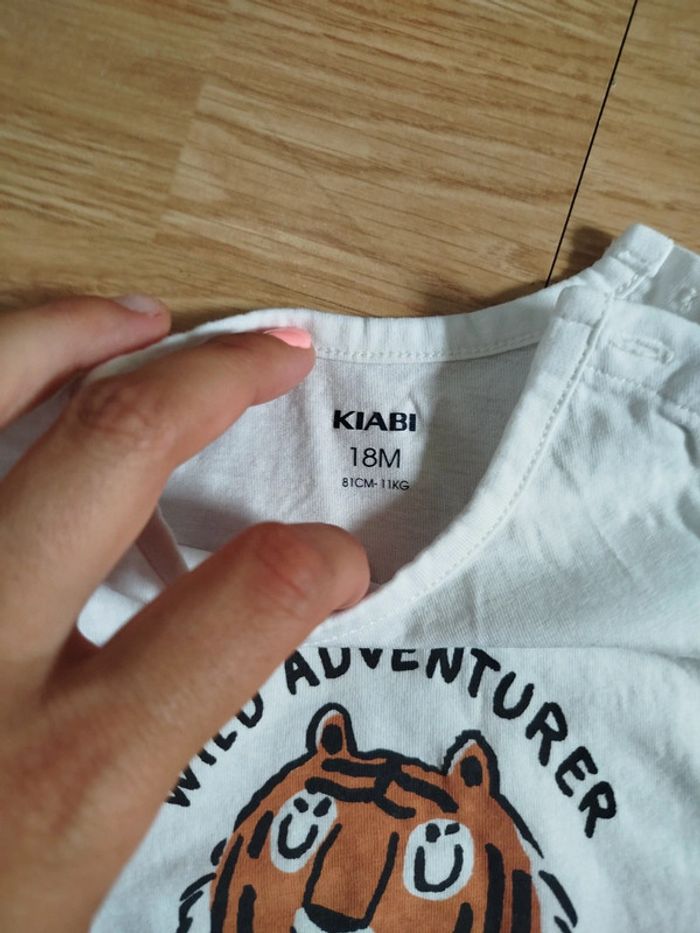 KIABI
18M
81CM-11KG
WILD ADVENTURER